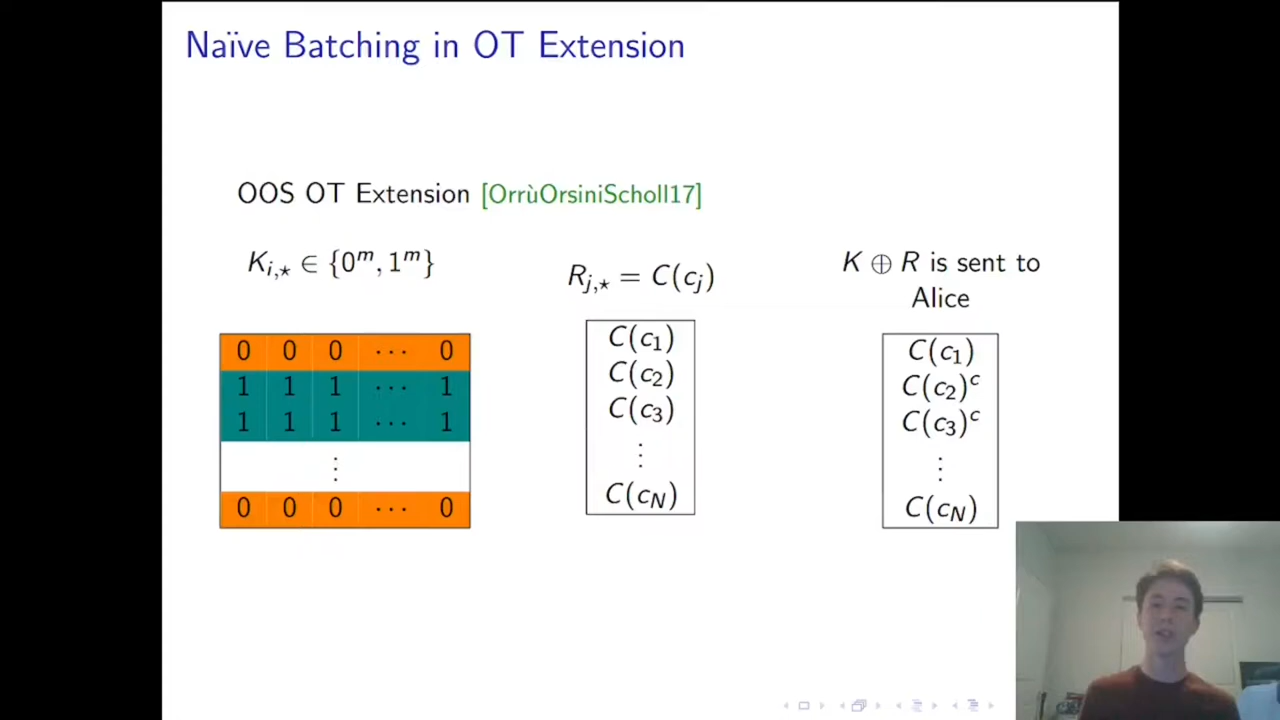 Naïve Batching in OT Extension
OOS OT Extension [OrrùOrsiniScholl17]
K_{i,⋆} ∈ {0^m, 1^m}
0 0 0 ⋯ 0
1 1 1 ⋯ 1
1 1 1 ⋯ 1
⋮
0 0 0 ⋯ 0
R_{j,⋆} = C(c_j)
C(c_1)
C(c_2)
C(c_3)
⋮
C(c_N)
K ⊕ R is sent to
Alice
C(c_1)
C(c_2)^c
C(c_3)^c
⋮
C(c_N)